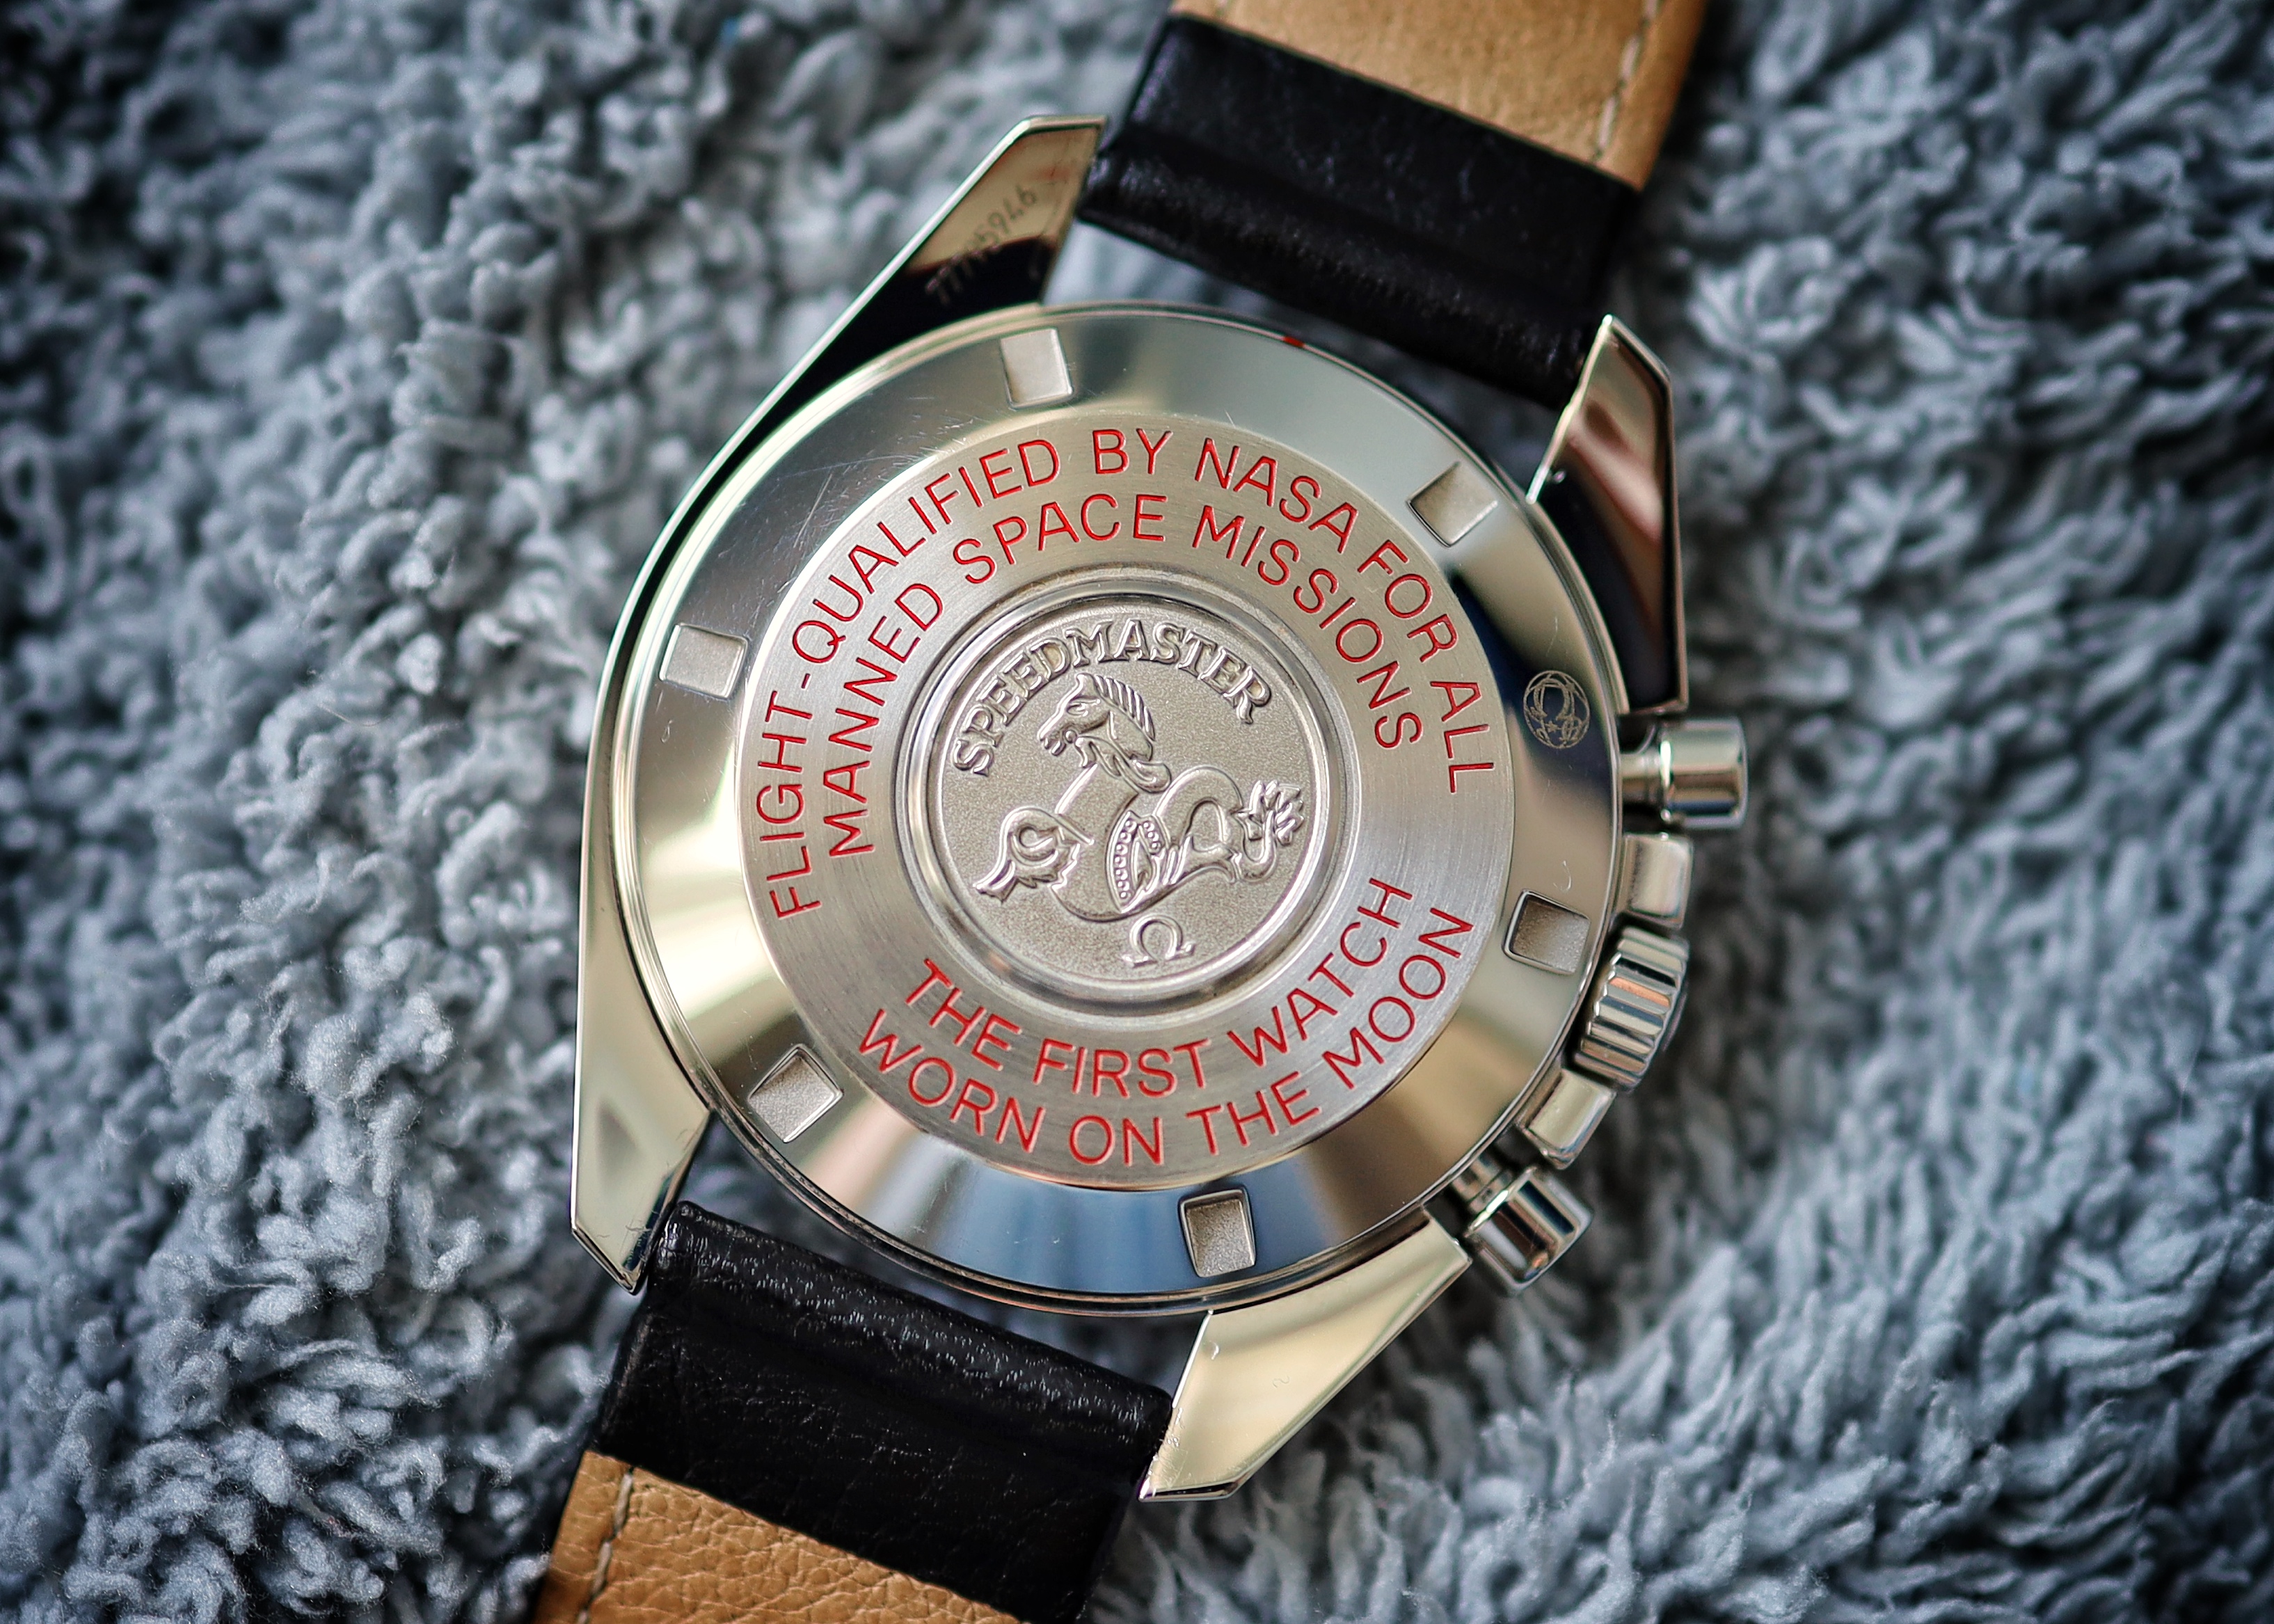 FLIGHT-QUALIFIED BY NASA FOR ALL
MANNED SPACE MISSIONS
SPEEDMASTER
Ω
THE FIRST WATCH
WORN ON THE MOON